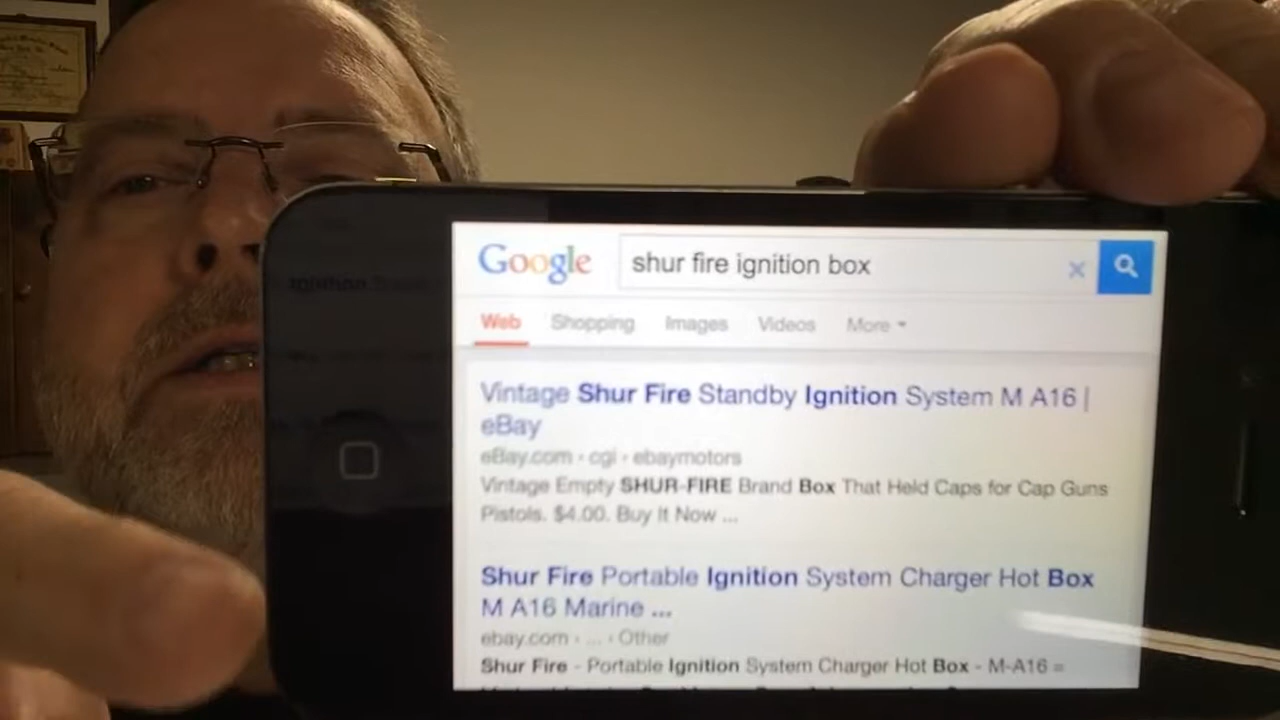 Google
shur fire ignition box
Web Shopping Images Videos More
Vintage Shur Fire Standby Ignition System M A16 |
eBay
eBay.com › cgi › ebaymotors
Vintage Empty SHUR-FIRE Brand Box That Held Caps for Cap Guns
Pistols. $4.00. Buy It Now ...
Shur Fire Portable Ignition System Charger Hot Box
M A16 Marine ...
ebay.com › ... › Other
Shur Fire - Portable Ignition System Charger Hot Box - M-A16 =